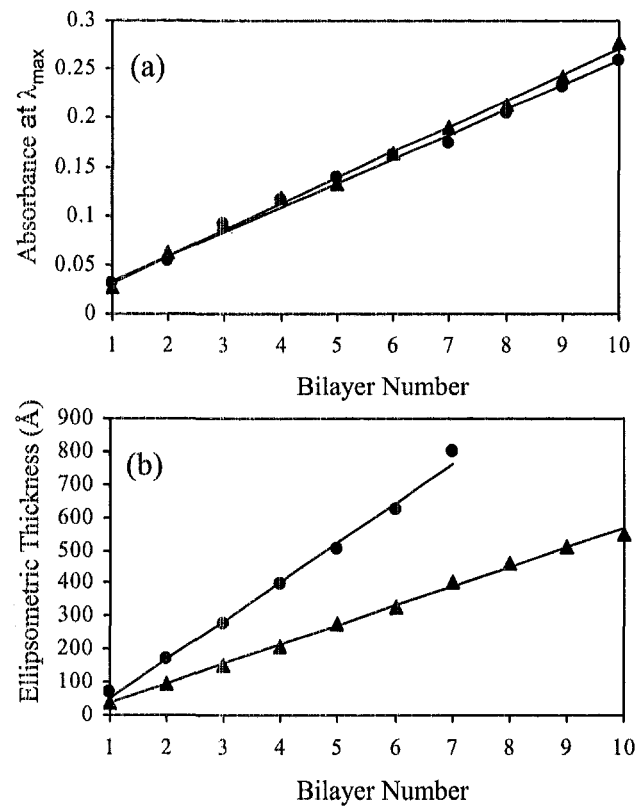 0.3
(a)
0.25
0.2
0.15
0.1
0.05
0
Absorbance at λmax
1 2 3 4 5 6 7 8 9 10
Bilayer Number
900
(b)
800
700
600
500
400
300
200
100
0
Ellipsometric Thickness (Å)
1 2 3 4 5 6 7 8 9 10
Bilayer Number